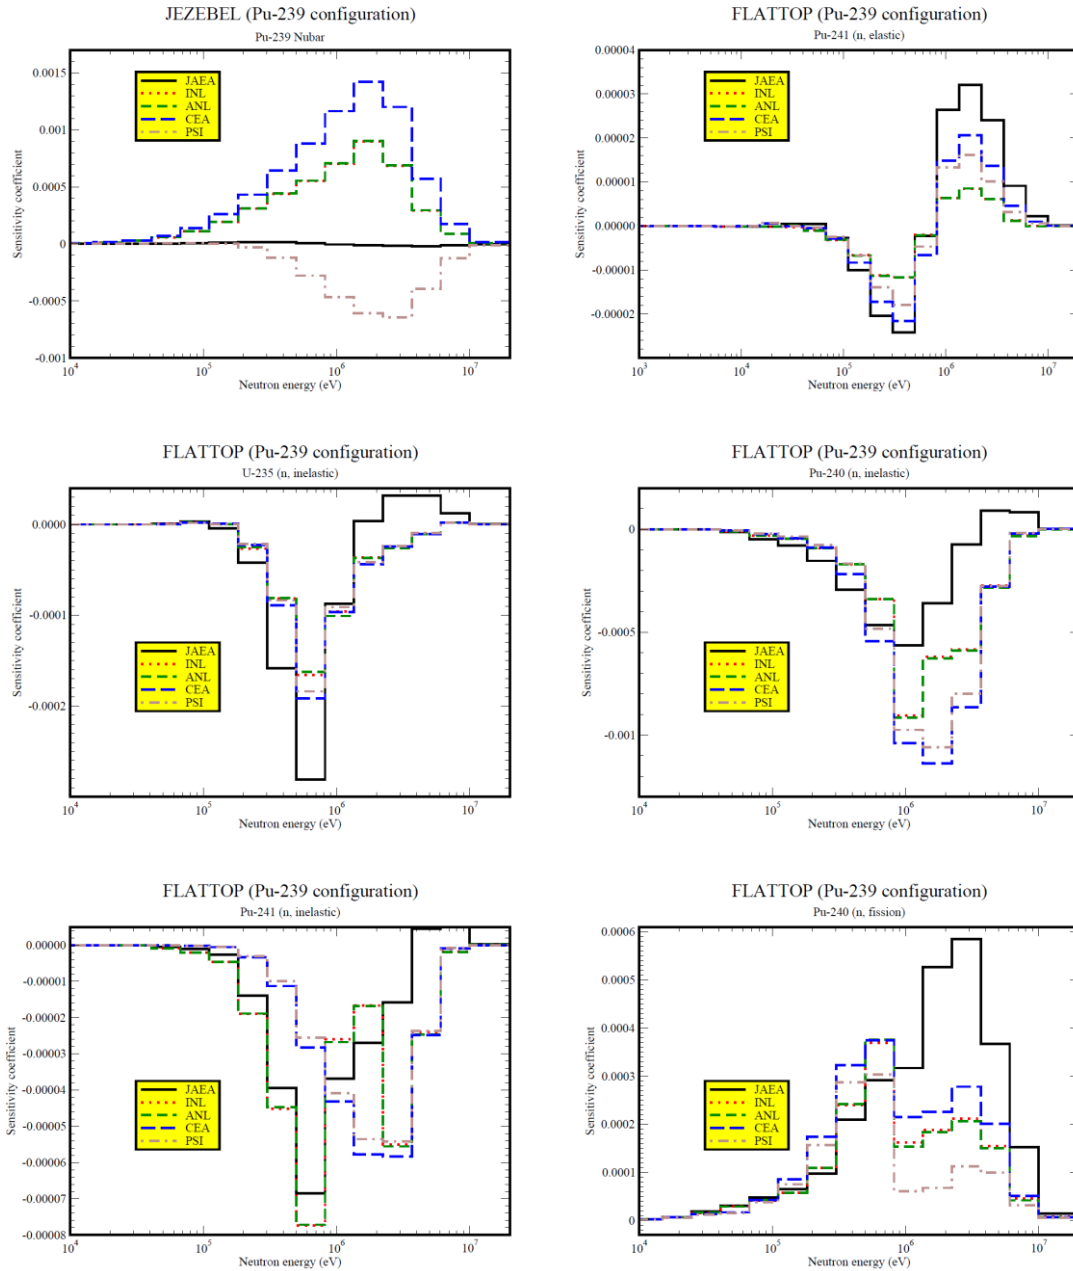 JEZEBEL (Pu-239 configuration)
Pu-239 Nubar
0.0015
0.001
0.0005
0
-0.0005
-0.001
Sensitivity coefficient
JAEA
INL
ANL
CEA
PSI
10^4
10^5
10^6
10^7
Neutron energy (eV)
FLATTOP (Pu-239 configuration)
Pu-241 (n, elastic)
0.00004
0.00003
0.00002
0.00001
0.00000
-0.00001
-0.00002
Sensitivity coefficient
JAEA
INL
ANL
CEA
PSI
10^3
10^4
10^5
10^6
10^7
Neutron energy (eV)
FLATTOP (Pu-239 configuration)
U-235 (n, inelastic)
0.0000
-0.0001
-0.0002
Sensitivity coefficient
JAEA
INL
ANL
CEA
PSI
10^4
10^5
10^6
10^7
Neutron energy (eV)
FLATTOP (Pu-239 configuration)
Pu-240 (n, inelastic)
0
-0.0005
-0.001
Sensitivity coefficient
JAEA
INL
ANL
CEA
PSI
10^4
10^5
10^6
10^7
Neutron energy (eV)
FLATTOP (Pu-239 configuration)
Pu-241 (n, inelastic)
0.00000
-0.00001
-0.00002
-0.00003
-0.00004
-0.00005
-0.00006
-0.00007
-0.00008
Sensitivity coefficient
JAEA
INL
ANL
CEA
PSI
10^4
10^5
10^6
10^7
Neutron energy (eV)
FLATTOP (Pu-239 configuration)
Pu-240 (n, fission)
0.0006
0.0005
0.0004
0.0003
0.0002
0.0001
0
Sensitivity coefficient
JAEA
INL
ANL
CEA
PSI
10^4
10^5
10^6
10^7
Neutron energy (eV)